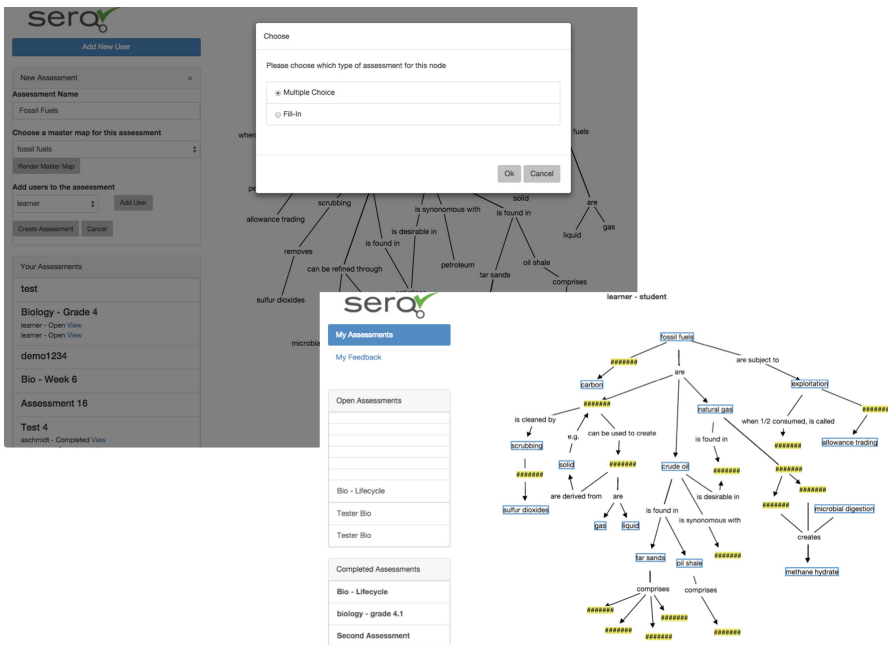 sero
Add New User
New Assessment ×
Assessment Name
Fossil Fuels
Choose a master map for this assessment
fossil fuels
Render Master Map
Add users to the assessment
learner Add User
Create Assessment Cancel
Your Assessments
test
Biology - Grade 4
learner - Open View
learner - Open View
demo1234
Bio - Week 6
Assessment 16
Test 4
aschmidt - Completed View
Choose
Please choose which type of assessment for this node
Multiple Choice
Fill-In
Ok Cancel
when
fuels
pe
scrubbing
solid
are
allowance trading
is synonomous with
is found in
is desirable in
liquid
gas
removes
is found in
can be refined through
petroleum
oil shale
tar sands
comprises
sulfur dioxides
microbia
sero
My Assessments
My Feedback
Open Assessments
Bio - Lifecycle
Tester Bio
Tester Bio
Completed Assessments
Bio - Lifecycle
biology - grade 4.1
Second Assessment
learner - student
fossil fuels
#######
are subject to
are
carbon
exploitation
#######
natural gas
#######
is cleaned by
when 1/2 consumed, is called
e.g.
can be used to create
scrubbing
is found in
#######
allowance trading
solid
#######
crude oil
#######
#######
#######
#######
are derived from
are
is desirable in
#######
sulfur dioxides
is found in
microbial digestion
gas
liquid
is synonomous with
creates
tar sands
oil shale
#######
methane hydrate
comprises
comprises
#######
#######
#######
#######
#######